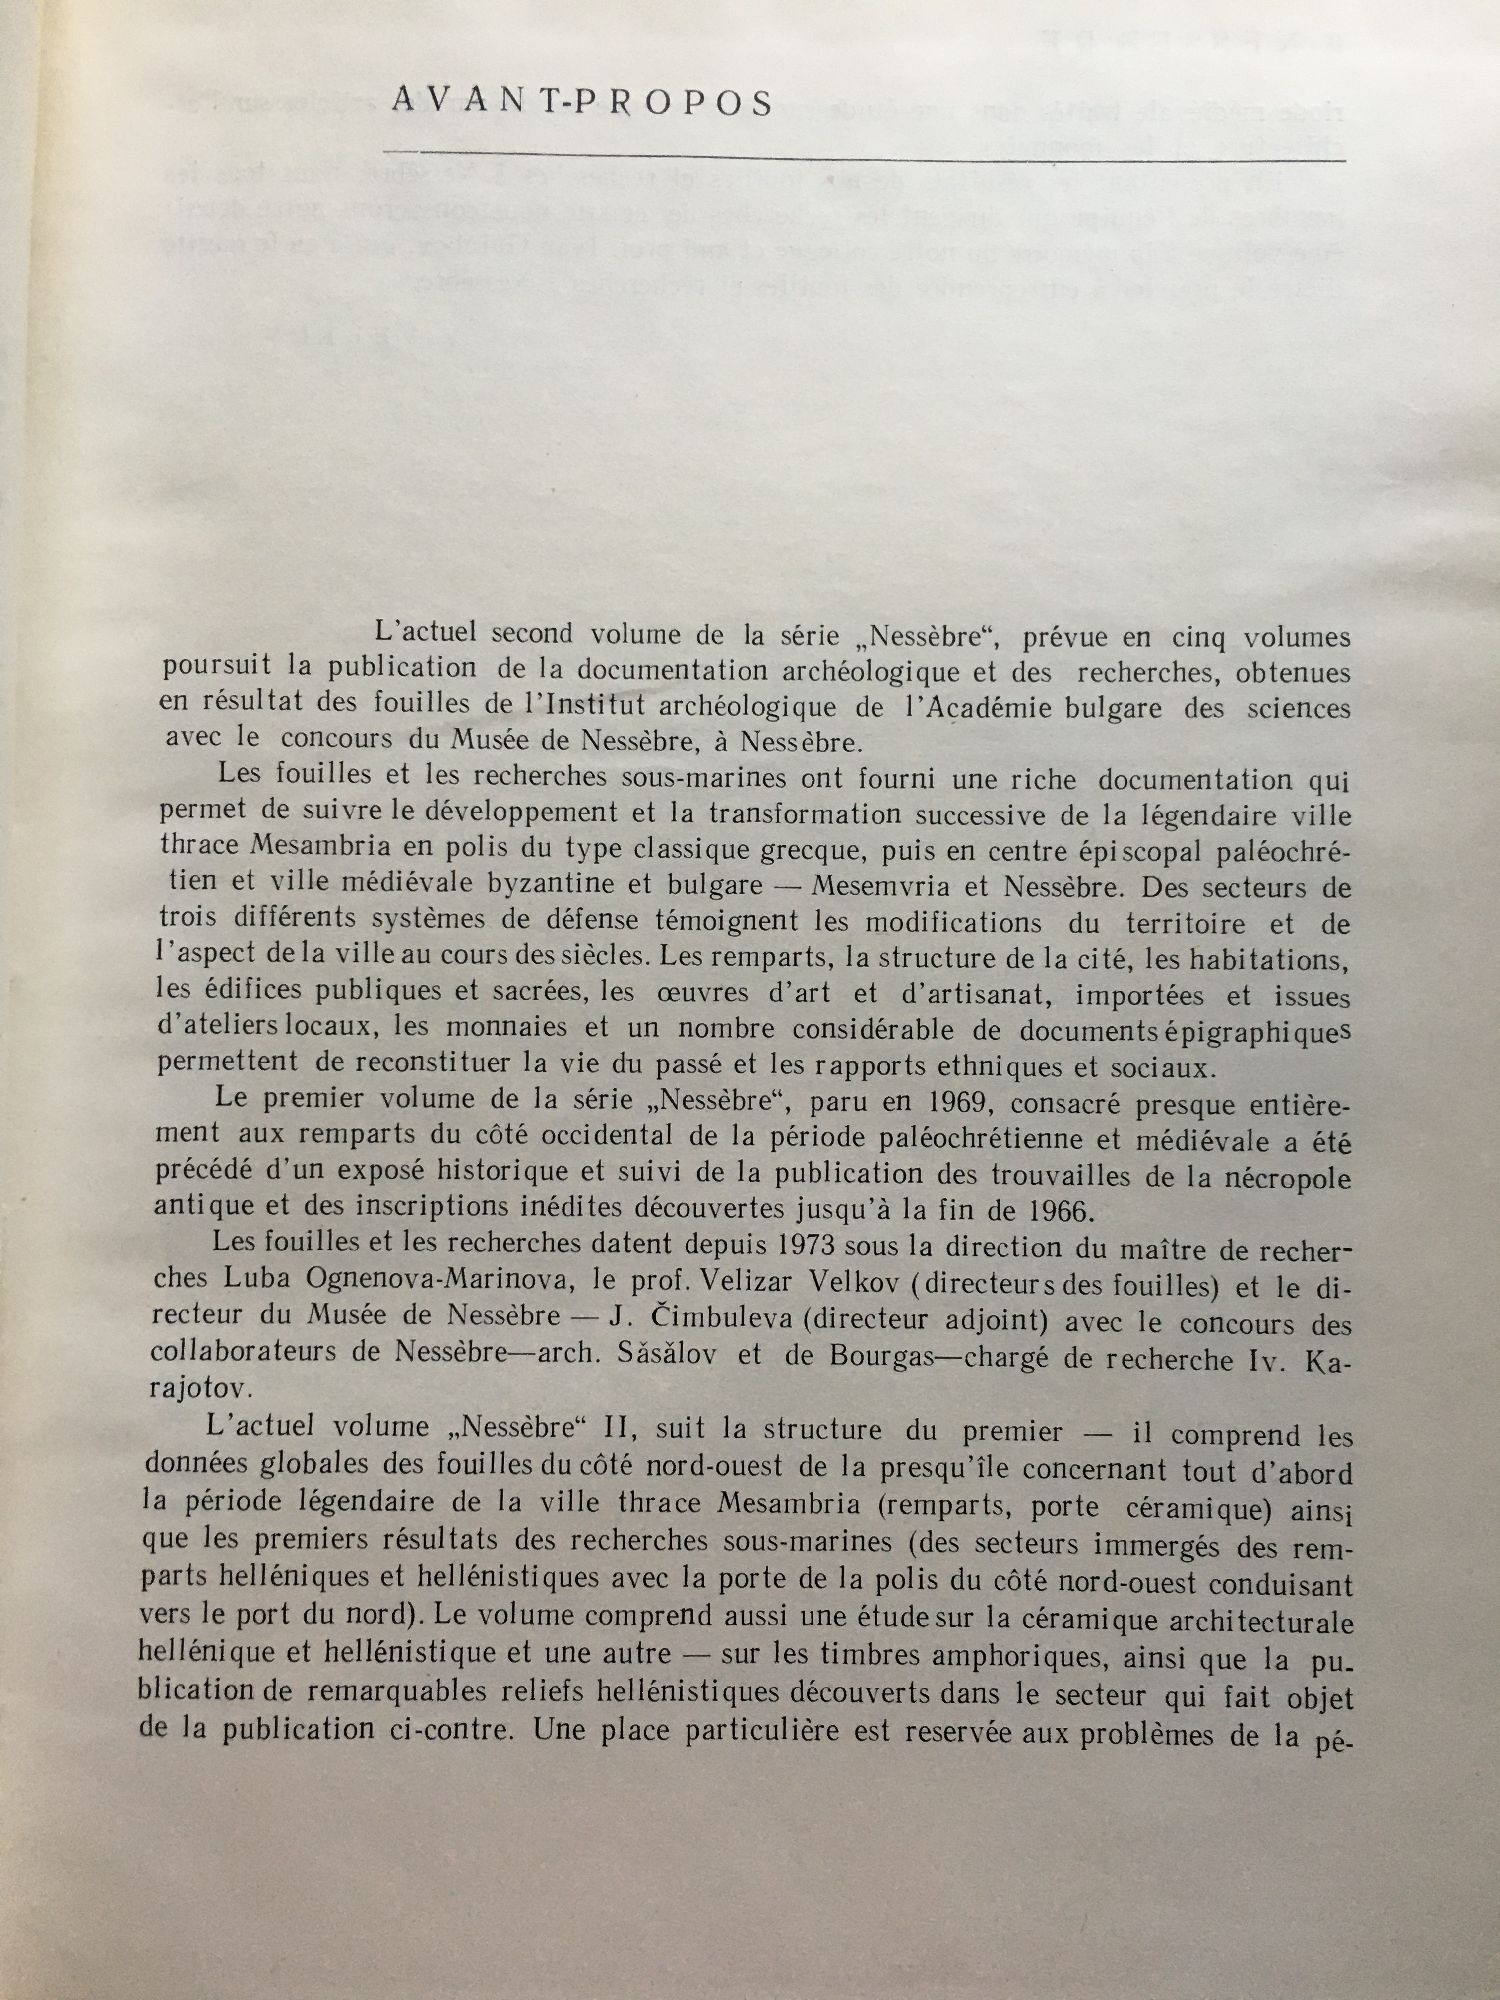 AVANT-PROPOS
L'actuel second volume de la série „Nessèbre“, prévue en cinq volumes
poursuit la publication de la documentation archéologique et des recherches, obtenues
en résultat des fouilles de l'Institut archéologique de l'Académie bulgare des sciences
avec le concours du Musée de Nessèbre, à Nessèbre.
Les fouilles et les recherches sous-marines ont fourni une riche documentation qui
permet de suivre le développement et la transformation successive de la légendaire ville
thrace Mesambria en polis du type classique grecque, puis en centre épiscopal paléochré-
tien et ville médiévale byzantine et bulgare — Mesemvria et Nessèbre. Des secteurs de
trois différents systèmes de défense témoignent les modifications du territoire et de
l'aspect de la ville au cours des siècles. Les remparts, la structure de la cité, les habitations,
les édifices publiques et sacrées, les œuvres d'art et d'artisanat, importées et issues
d'ateliers locaux, les monnaies et un nombre considérable de documents épigraphiques
permettent de reconstituer la vie du passé et les rapports ethniques et sociaux.
Le premier volume de la série „Nessèbre“, paru en 1969, consacré presque entière-
ment aux remparts du côté occidental de la période paléochrétienne et médiévale a été
précédé d'un exposé historique et suivi de la publication des trouvailles de la nécropole
antique et des inscriptions inédites découvertes jusqu'à la fin de 1966.
Les fouilles et les recherches datent depuis 1973 sous la direction du maître de recher-
ches Luba Ognenova-Marinova, le prof. Velizar Velkov (directeurs des fouilles) et le di-
recteur du Musée de Nessèbre — J. Čimbuleva (directeur adjoint) avec le concours des
collaborateurs de Nessèbre—arch. Săsălov et de Bourgas—chargé de recherche Iv. Ka-
rajotov.
L'actuel volume „Nessèbre“ II, suit la structure du premier — il comprend les
données globales des fouilles du côté nord-ouest de la presqu'île concernant tout d'abord
la période légendaire de la ville thrace Mesambria (remparts, porte céramique) ainsi
que les premiers résultats des recherches sous-marines (des secteurs immergés des rem-
parts helléniques et hellénistiques avec la porte de la polis du côté nord-ouest conduisant
vers le port du nord). Le volume comprend aussi une étude sur la céramique architecturale
hellénique et hellénistique et une autre — sur les timbres amphoriques, ainsi que la pu-
blication de remarquables reliefs hellénistiques découverts dans le secteur qui fait objet
de la publication ci-contre. Une place particulière est reservée aux problèmes de la pé-